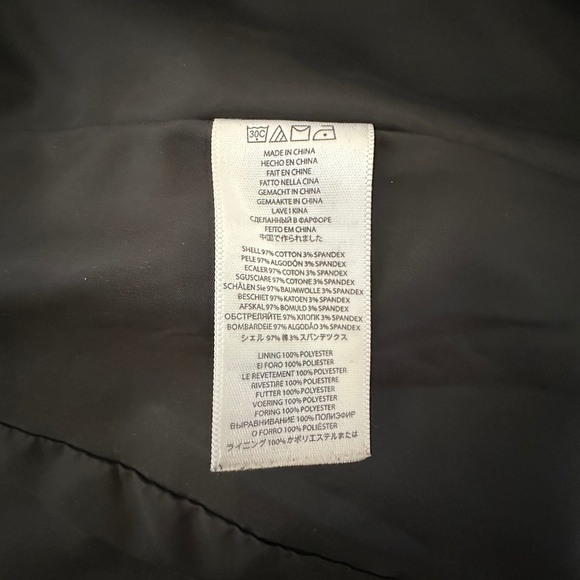 30C
MADE IN CHINA
HECHO EN CHINA
FAIT EN CHINE
FATTO NELLA CINA
GEMACHT IN CHINA
GEMAAKTE IN CHINA
LAVE I KINA
СДЕЛАННЫЙ В ФАРФОРЕ
FEITO EM CHINA
中国で作られました
SHELL 97% COTTON 3% SPANDEX
PELE 97% ALGODÓN 3% SPANDEX
ECALER 97% COTON 3% SPANDEX
SGUSCIARE 97% COTONE 3% SPANDEX
SCHÄLEN Sie 97% BAUMWOLLE 3% SPANDEX
BESCHIET 97% KATOEN 3% SPANDEX
AFSKAL 97% BOMULD 3% SPANDEX
ОБСТРЕЛЯЙТЕ 97% ХЛОПК 3% SPANDEX
BOMBARDEIE 97% ALGODÃO 3% SPANDEX
シェル 97% 棉 3% スパンデックス
LINING 100% POLYESTER
El FORO 100% POLIESTER
LE REVETEMENT 100% POLYESTER
RIVESTIRE 100% POLIESTERE
FUTTER 100% POLYESTER
VOERING 100% POLYESTER
FORING 100% POLYESTER
ВЫРАВНИВАНИЕ 100% ПОЛИЭФИР
O FORRO 100% POLIÉSTER
ライニング 100% かポリエステルまたは